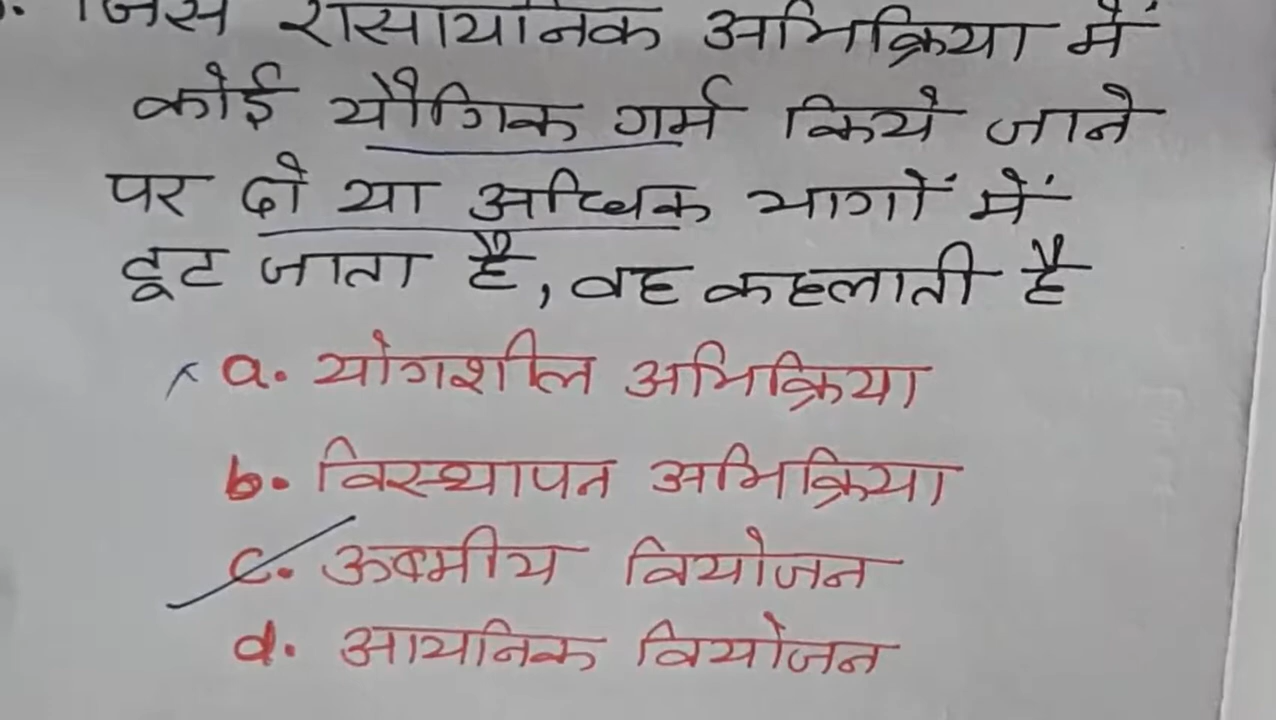 जिस रासायनिक अभिक्रिया में
कोई यौगिक गर्म किये जाने
पर दो या अधिक भागों में
टूट जाता है, वह कहलाती है
a. योगशील अभिक्रिया
b. विस्थापन अभिक्रिया
c. ऊष्मीय वियोजन
d. आयनिक वियोजन